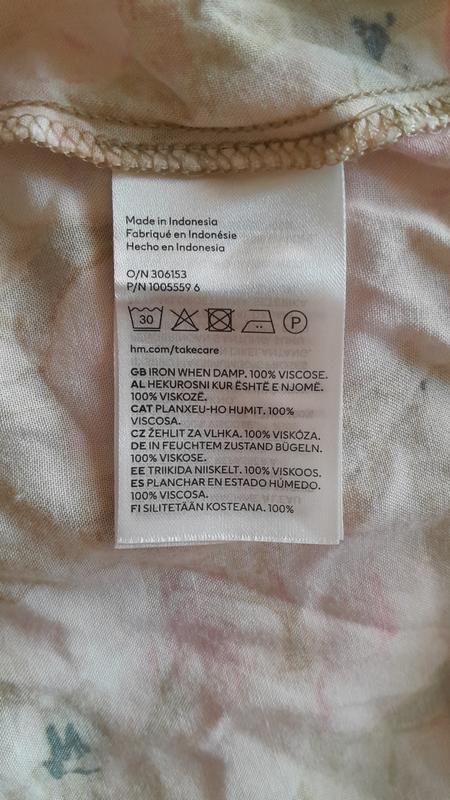 Made in Indonesia
Fabriqué en Indonésie
Hecho en Indonesia
O/N 306153
P/N 1005559 6
30 P
hm.com/takecare
GB IRON WHEN DAMP. 100% VISCOSE.
AL HEKUROSNI KUR ËSHTË E NJOMË.
100% VISKOZË.
CAT PLANXEU-HO HUMIT. 100%
VISCOSA.
CZ ŽEHLIT ZA VLHKA. 100% VISKÓZA.
DE IN FEUCHTEM ZUSTAND BÜGELN.
100% VISKOSE.
EE TRIIKIDA NIISKELT. 100% VISKOOS.
ES PLANCHAR EN ESTADO HÚMEDO.
100% VISCOSA.
FI SILITETÄÄN KOSTEANA. 100%